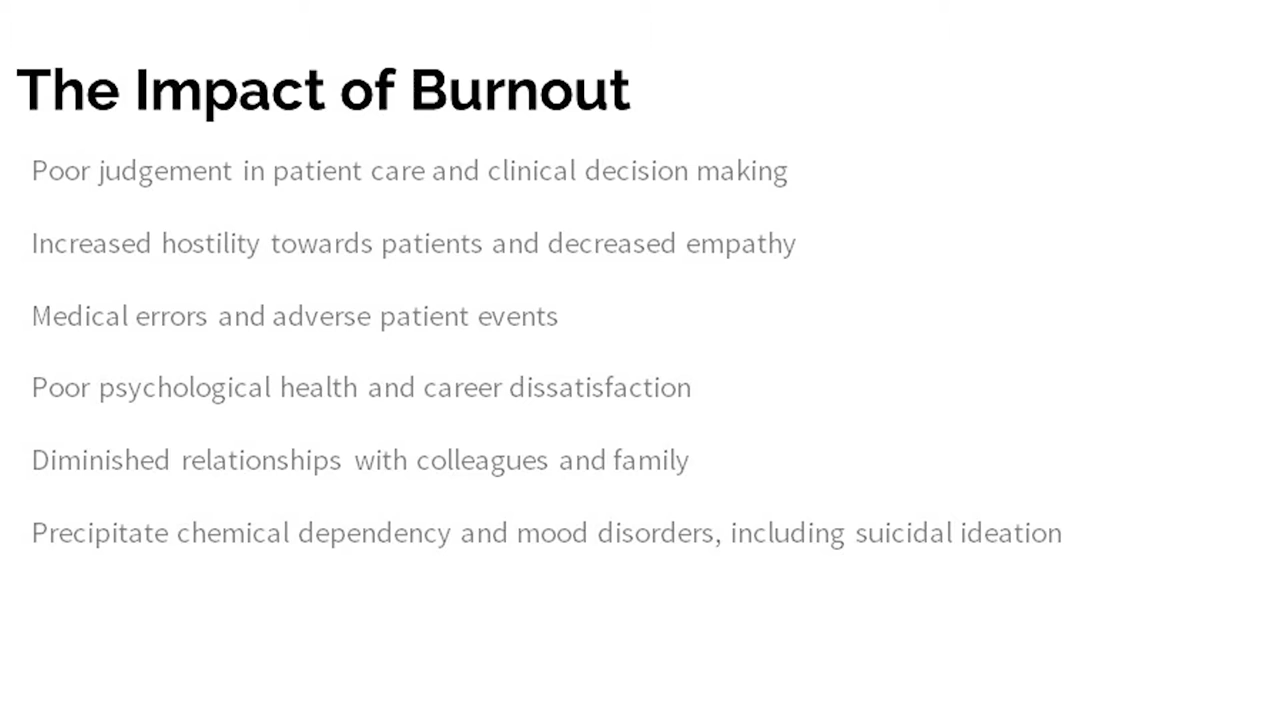 The Impact of Burnout
Poor judgement in patient care and clinical decision making
Increased hostility towards patients and decreased empathy
Medical errors and adverse patient events
Poor psychological health and career dissatisfaction
Diminished relationships with colleagues and family
Precipitate chemical dependency and mood disorders, including suicidal ideation